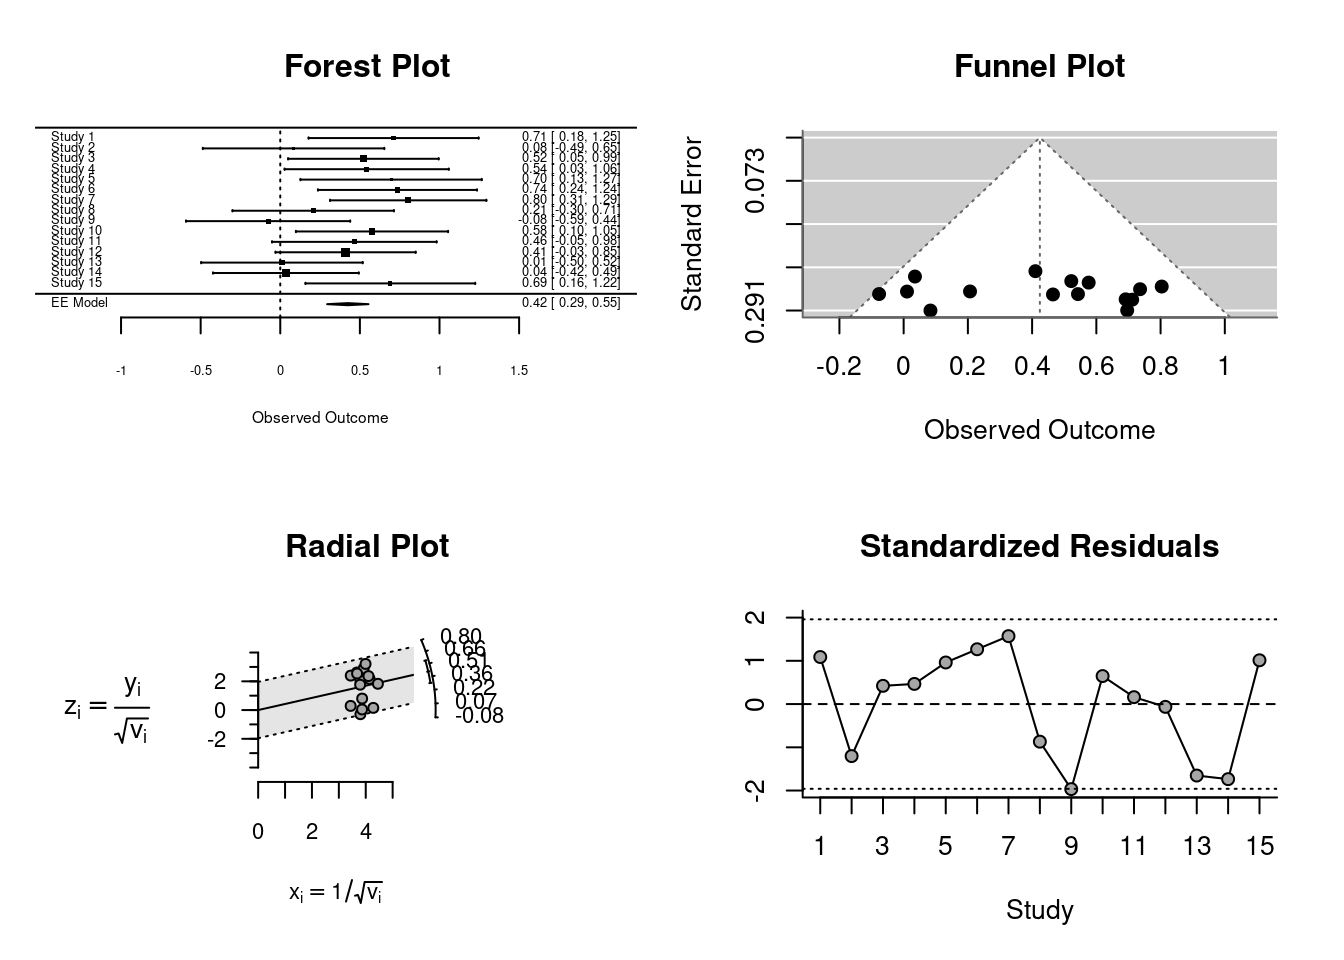 Forest Plot
Study 1 0.71 [ 0.18, 1.25]
Study 2 0.08 [-0.49, 0.65]
Study 3 0.52 [ 0.05, 0.99]
Study 4 0.54 [ 0.03, 1.06]
Study 5 0.70 [ 0.13, 1.27]
Study 6 0.74 [ 0.24, 1.24]
Study 7 0.80 [ 0.31, 1.29]
Study 8 0.21 [-0.30, 0.71]
Study 9 -0.08 [-0.59, 0.44]
Study 10 0.58 [ 0.10, 1.05]
Study 11 0.46 [-0.05, 0.98]
Study 12 0.41 [-0.03, 0.85]
Study 13 0.01 [-0.50, 0.52]
Study 14 0.04 [-0.42, 0.49]
Study 15 0.69 [ 0.16, 1.22]
EE Model 0.42 [ 0.29, 0.55]
-1 -0.5 0 0.5 1 1.5
Observed Outcome
Funnel Plot
Standard Error
0.073
0.291
-0.2 0 0.2 0.4 0.6 0.8 1
Observed Outcome
Radial Plot
zᵢ = yᵢ/√vᵢ
2
0
-2
0.80
0.66
0.51
0.36
0.22
0.07
-0.08
0 2 4
xᵢ = 1/√vᵢ
Standardized Residuals
2
1
0
-2
1 3 5 7 9 11 13 15
Study